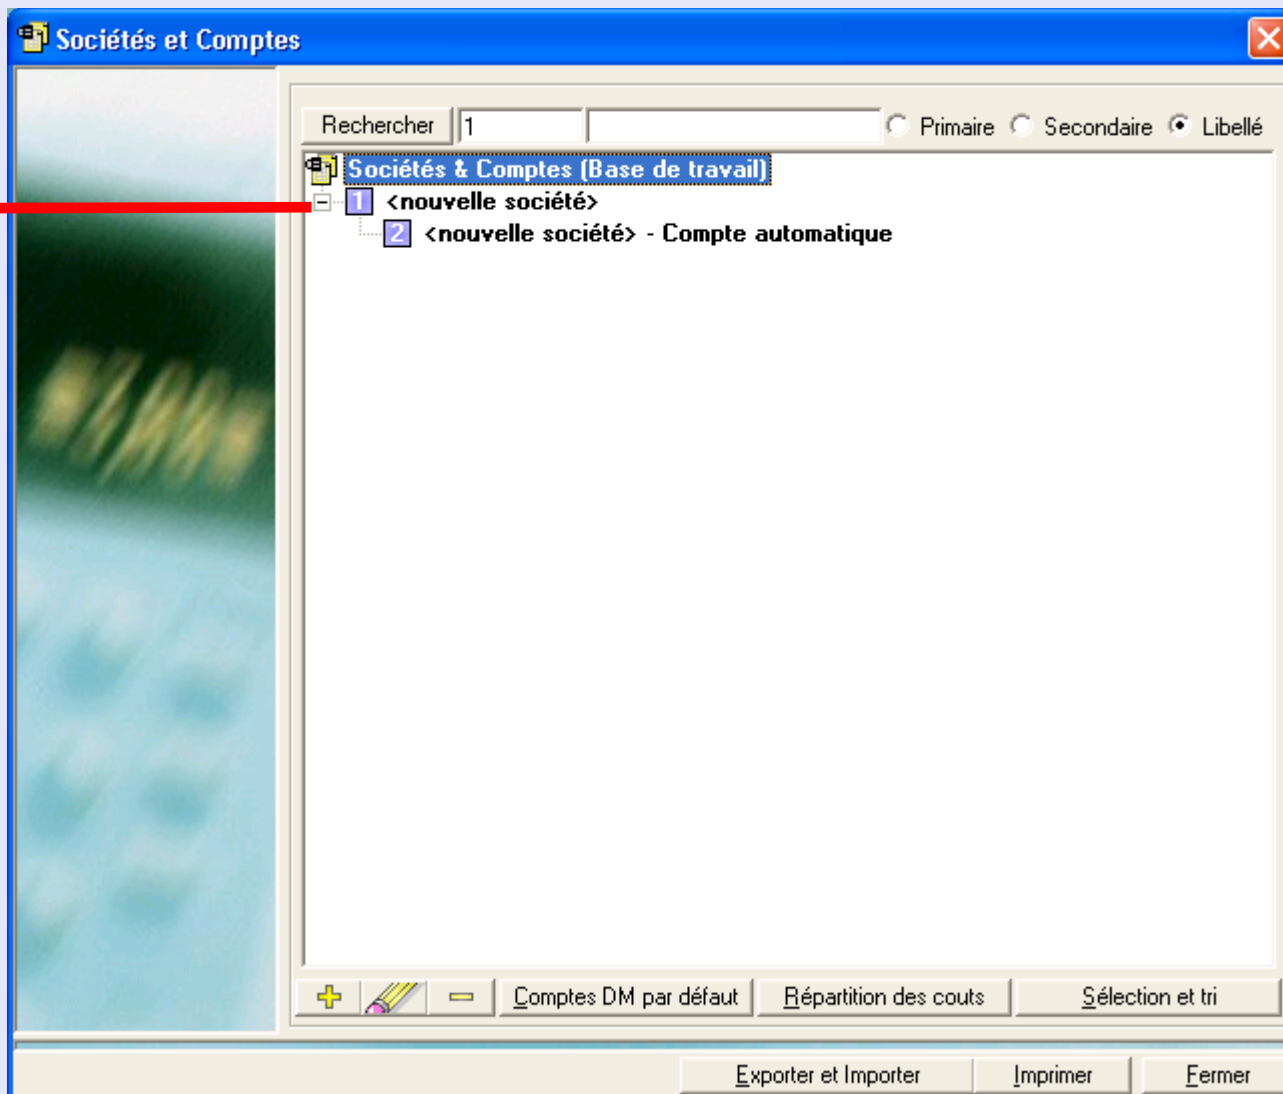 Sociétés et Comptes
Rechercher 1 Primaire Secondaire Libellé
Sociétés & Comptes (Base de travail)
1 <nouvelle société>
2 <nouvelle société> - Compte automatique
Comptes DM par défaut Répartition des couts Sélection et tri
Exporter et Importer Imprimer Fermer